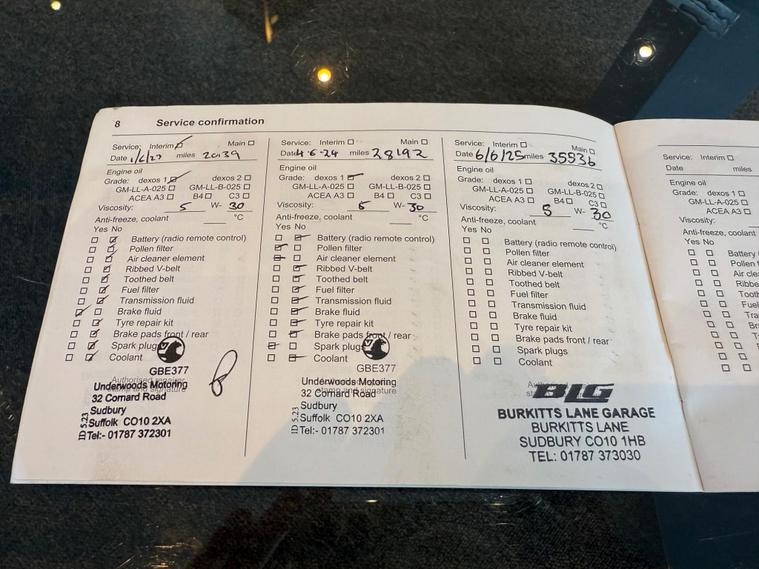 8 Service confirmation
Service: Interim Main
Date 1/6/23 miles 20139
Engine oil
Grade: dexos 1 dexos 2
GM-LL-A-025 GM-LL-B-025
ACEA A3 B4 C3
Viscosity: 5 W- 30
Anti-freeze, coolant °C
Yes No
Battery (radio remote control)
Pollen filter
Air cleaner element
Ribbed V-belt
Toothed belt
Fuel filter
Transmission fluid
Brake fluid
Tyre repair kit
Brake pads front / rear
Spark plugs
Coolant
GBE377
Underwoods Motoring
32 Cornard Road
Sudbury
Suffolk CO10 2XA
Tel:- 01787 372301
ID 5.23
Service: Interim Main
Date 4-6-24 miles 28192
Engine oil
Grade: dexos 1 dexos 2
GM-LL-A-025 GM-LL-B-025
ACEA A3 B4 C3
Viscosity: 5 W- 30
Anti-freeze, coolant °C
Yes No
Battery (radio remote control)
Pollen filter
Air cleaner element
Ribbed V-belt
Toothed belt
Fuel filter
Transmission fluid
Brake fluid
Tyre repair kit
Brake pads front / rear
Spark plugs
Coolant
GBE377
Underwoods Motoring
32 Cornard Road
Sudbury
Suffolk CO10 2XA
Tel:- 01787 372301
ID 5.23
Service: Interim Main
Date 6/6/25 miles 35536
Engine oil
Grade: dexos 1 dexos 2
GM-LL-A-025 GM-LL-B-025
ACEA A3 B4 C3
Viscosity: 5 W- 30
Anti-freeze, coolant °C
Yes No
Battery (radio remote control)
Pollen filter
Air cleaner element
Ribbed V-belt
Toothed belt
Fuel filter
Transmission fluid
Brake fluid
Tyre repair kit
Brake pads front / rear
Spark plugs
Coolant
BLG
BURKITTS LANE GARAGE
BURKITTS LANE
SUDBURY CO10 1HB
TEL: 01787 373030
Service: Interim
Date miles
Engine oil
Grade: dexos 1
GM-LL-A-025
ACEA A3
Viscosity:
Anti-freeze, coolant
Yes No
Battery
Pollen